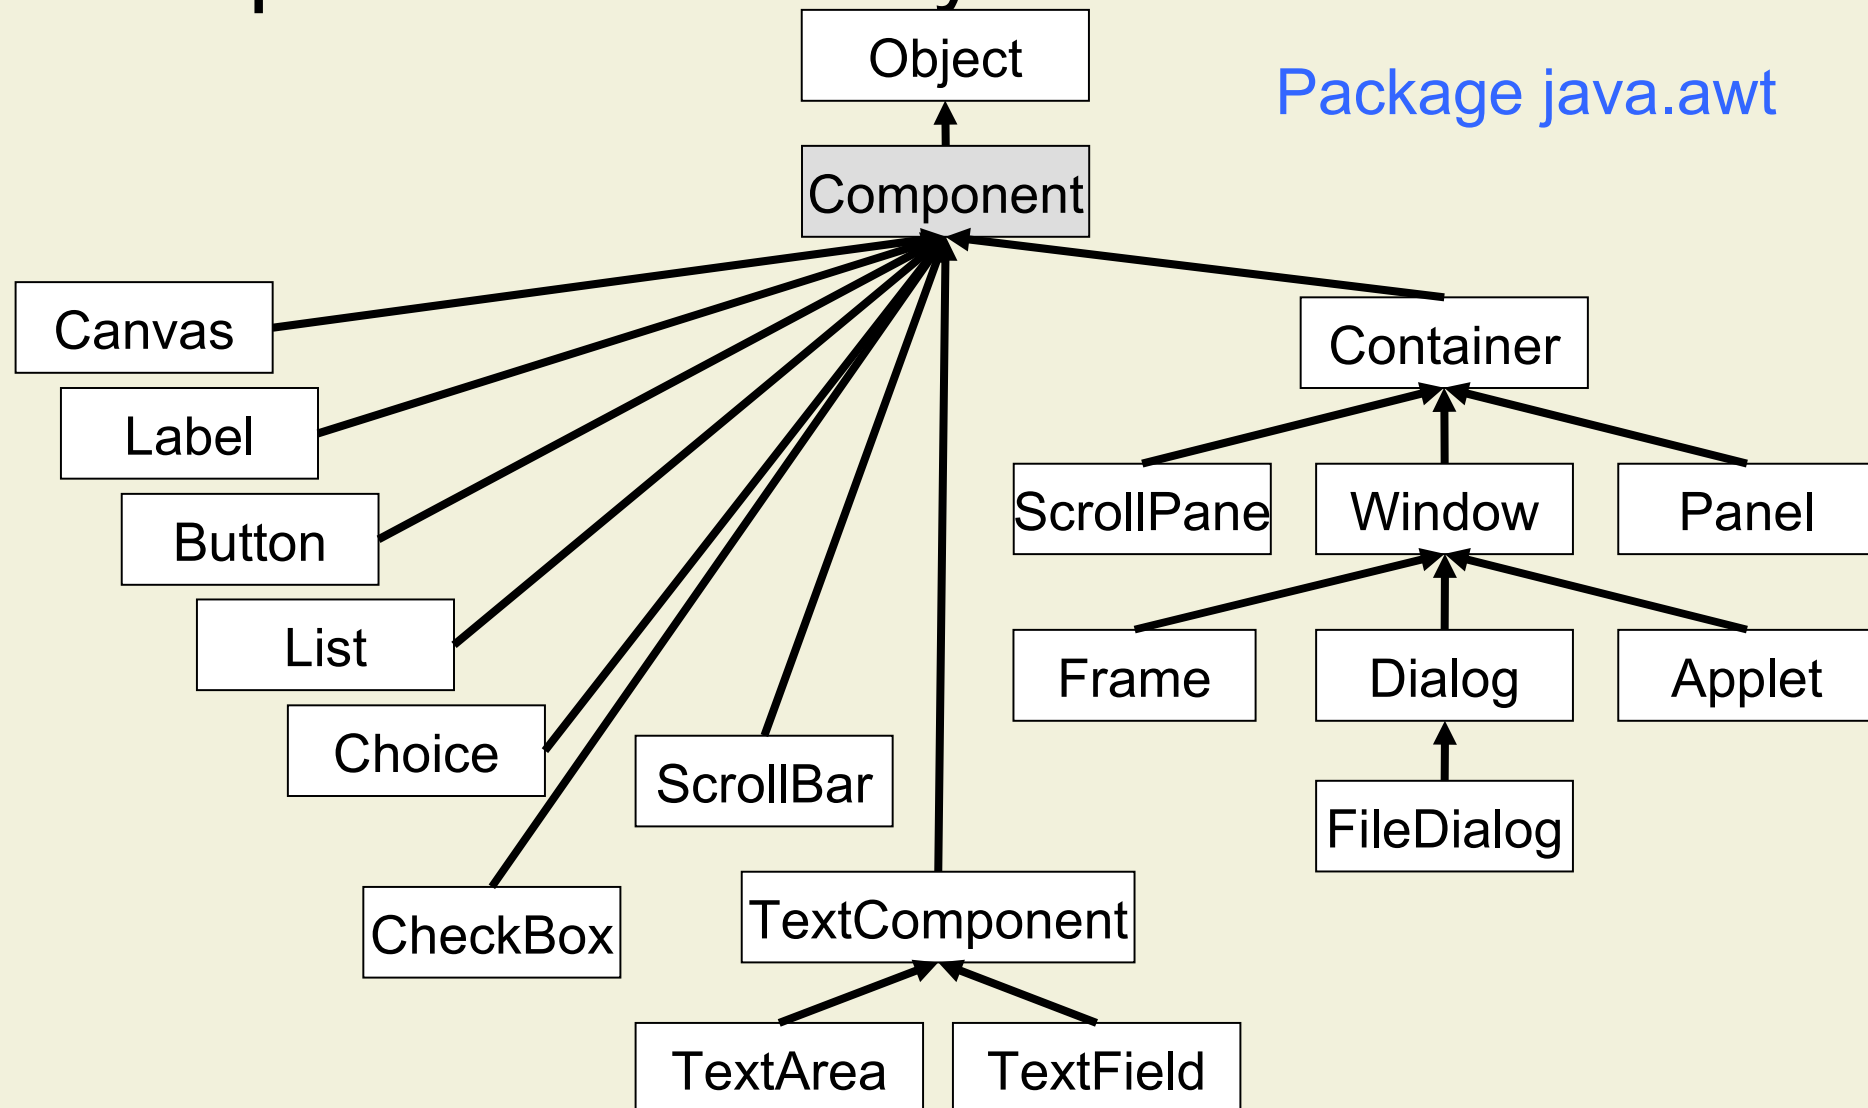 Object
Package java.awt
Component
Canvas
Container
Label
ScrollPane
Window
Panel
Button
List
Frame
Dialog
Applet
Choice
ScrollBar
FileDialog
CheckBox
TextComponent
TextArea
TextField